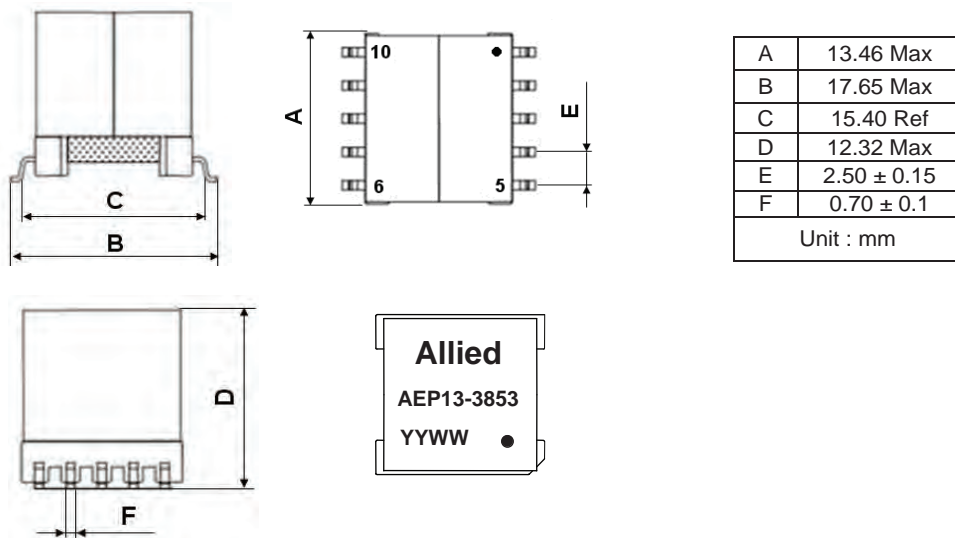 10
A
E
6
5
C
B
A 13.46 Max
B 17.65 Max
C 15.40 Ref
D 12.32 Max
E 2.50 ± 0.15
F 0.70 ± 0.1
Unit : mm
D
F
Allied
AEP13-3853
YYWW